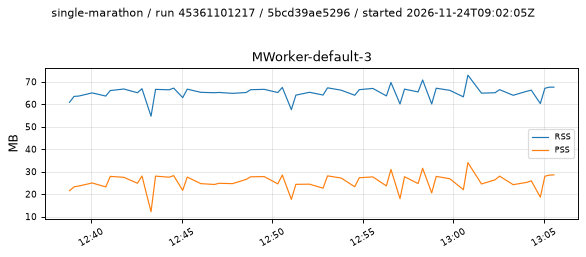 single-marathon / run 45361101217 / 5bcd39ae5296 / started 2026-11-24T09:02:05Z
MWorker-default-3
MB
70
60
50
40
30
20
10
RSS
PSS
12:40
12:45
12:50
12:55
13:00
13:05